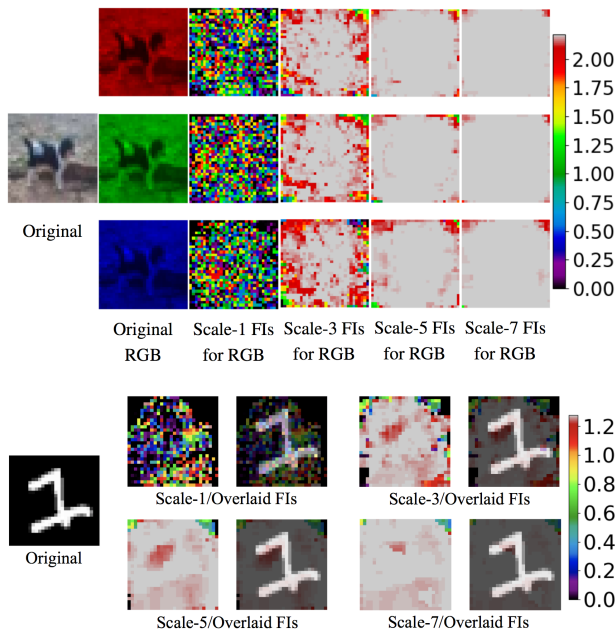 2.00
1.75
1.50
1.25
1.00
0.75
0.50
0.25
0.00
Original
Original Scale-1 FIs Scale-3 FIs Scale-5 FIs Scale-7 FIs
RGB for RGB for RGB for RGB for RGB
1.2
1.0
0.8
0.6
0.4
0.2
0.0
Scale-1/Overlaid FIs Scale-3/Overlaid FIs
Original
Scale-5/Overlaid FIs Scale-7/Overlaid FIs